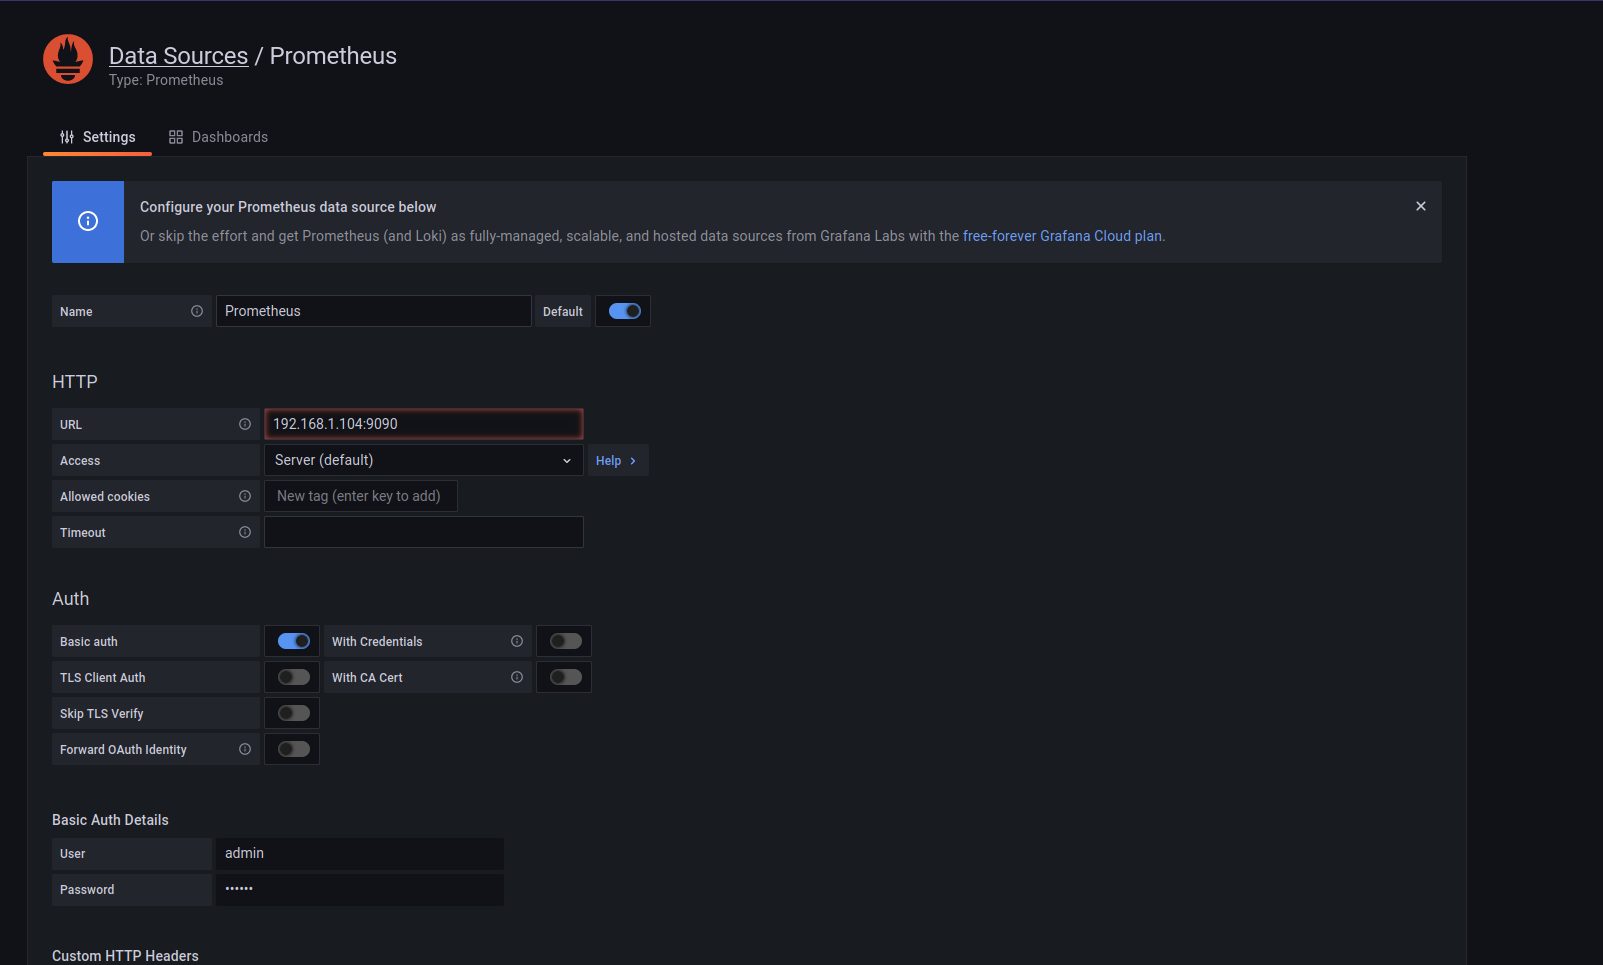 Data Sources / Prometheus
Type: Prometheus
Settings Dashboards
Configure your Prometheus data source below
Or skip the effort and get Prometheus (and Loki) as fully-managed, scalable, and hosted data sources from Grafana Labs with the free-forever Grafana Cloud plan.
Name Prometheus Default
HTTP
URL 192.168.1.104:9090
Access Server (default) Help
Allowed cookies New tag (enter key to add)
Timeout
Auth
Basic auth With Credentials
TLS Client Auth With CA Cert
Skip TLS Verify
Forward OAuth Identity
Basic Auth Details
User admin
Password ••••••
Custom HTTP Headers